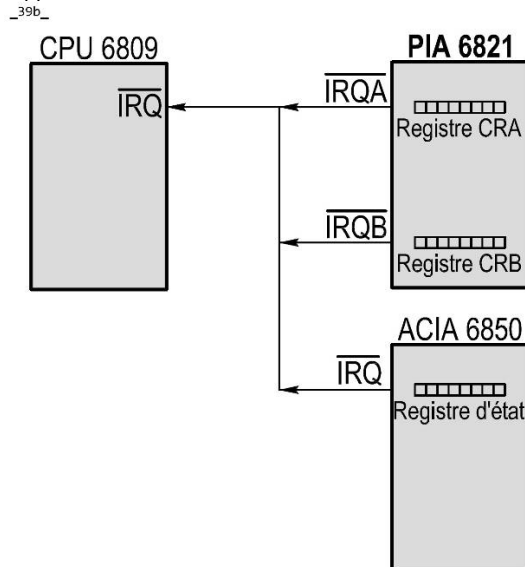 _39b_
CPU 6809
PIA 6821
IRQ
IRQA
Registre CRA
IRQB
Registre CRB
ACIA 6850
IRQ
Registre d'état